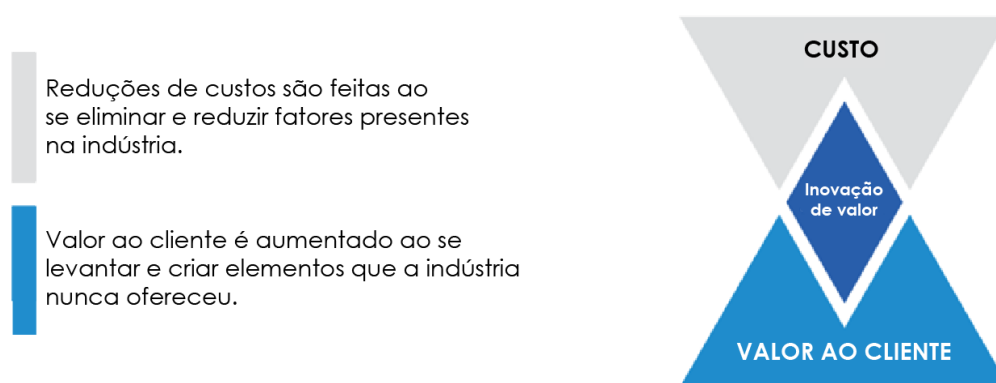 Reduções de custos são feitas ao
se eliminar e reduzir fatores presentes
na indústria.
Valor ao cliente é aumentado ao se
levantar e criar elementos que a indústria
nunca ofereceu.
CUSTO
Inovação
de valor
VALOR AO CLIENTE